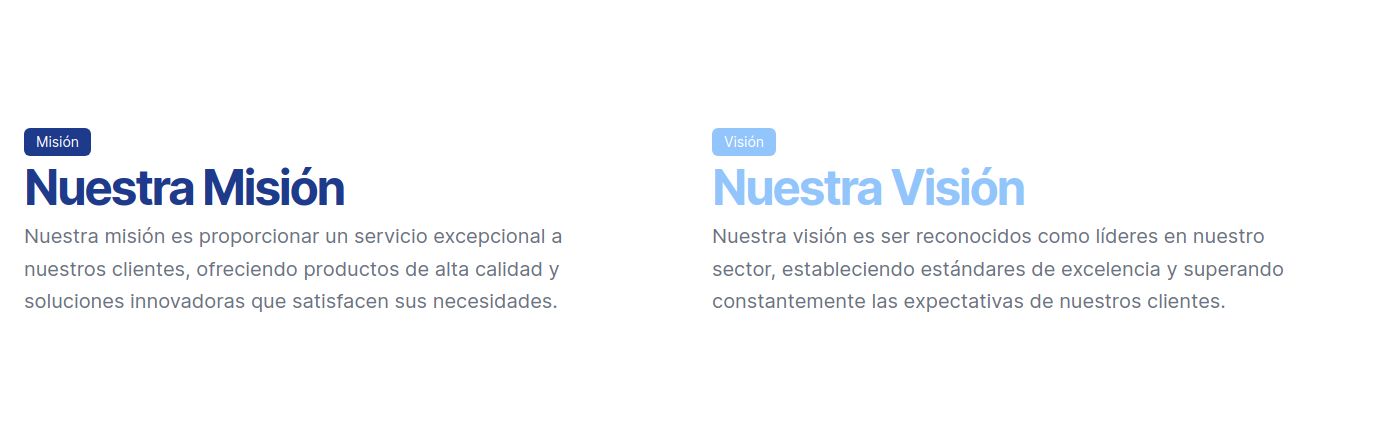 Misión
Nuestra Misión
Nuestra misión es proporcionar un servicio excepcional a
nuestros clientes, ofreciendo productos de alta calidad y
soluciones innovadoras que satisfacen sus necesidades.
Visión
Nuestra Visión
Nuestra visión es ser reconocidos como líderes en nuestro
sector, estableciendo estándares de excelencia y superando
constantemente las expectativas de nuestros clientes.